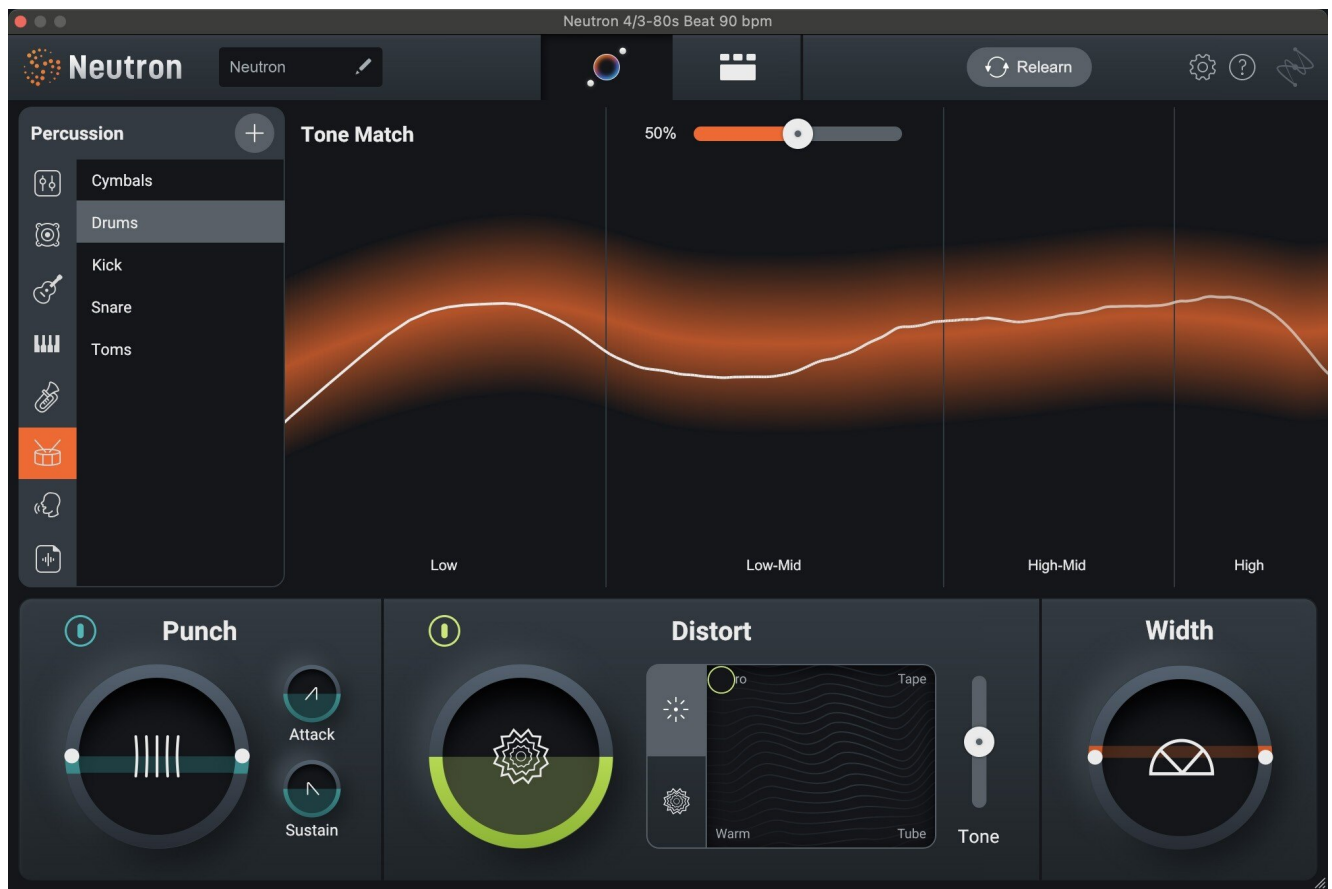 Neutron 4/3-80s Beat 90 bpm
Neutron
Neutron
Relearn
?
Percussion
+
Tone Match
50%
Cymbals
Drums
Kick
Snare
Toms
Low
Low-Mid
High-Mid
High
Punch
Attack
Sustain
Distort
Tape
Warm
Tube
Tone
Width